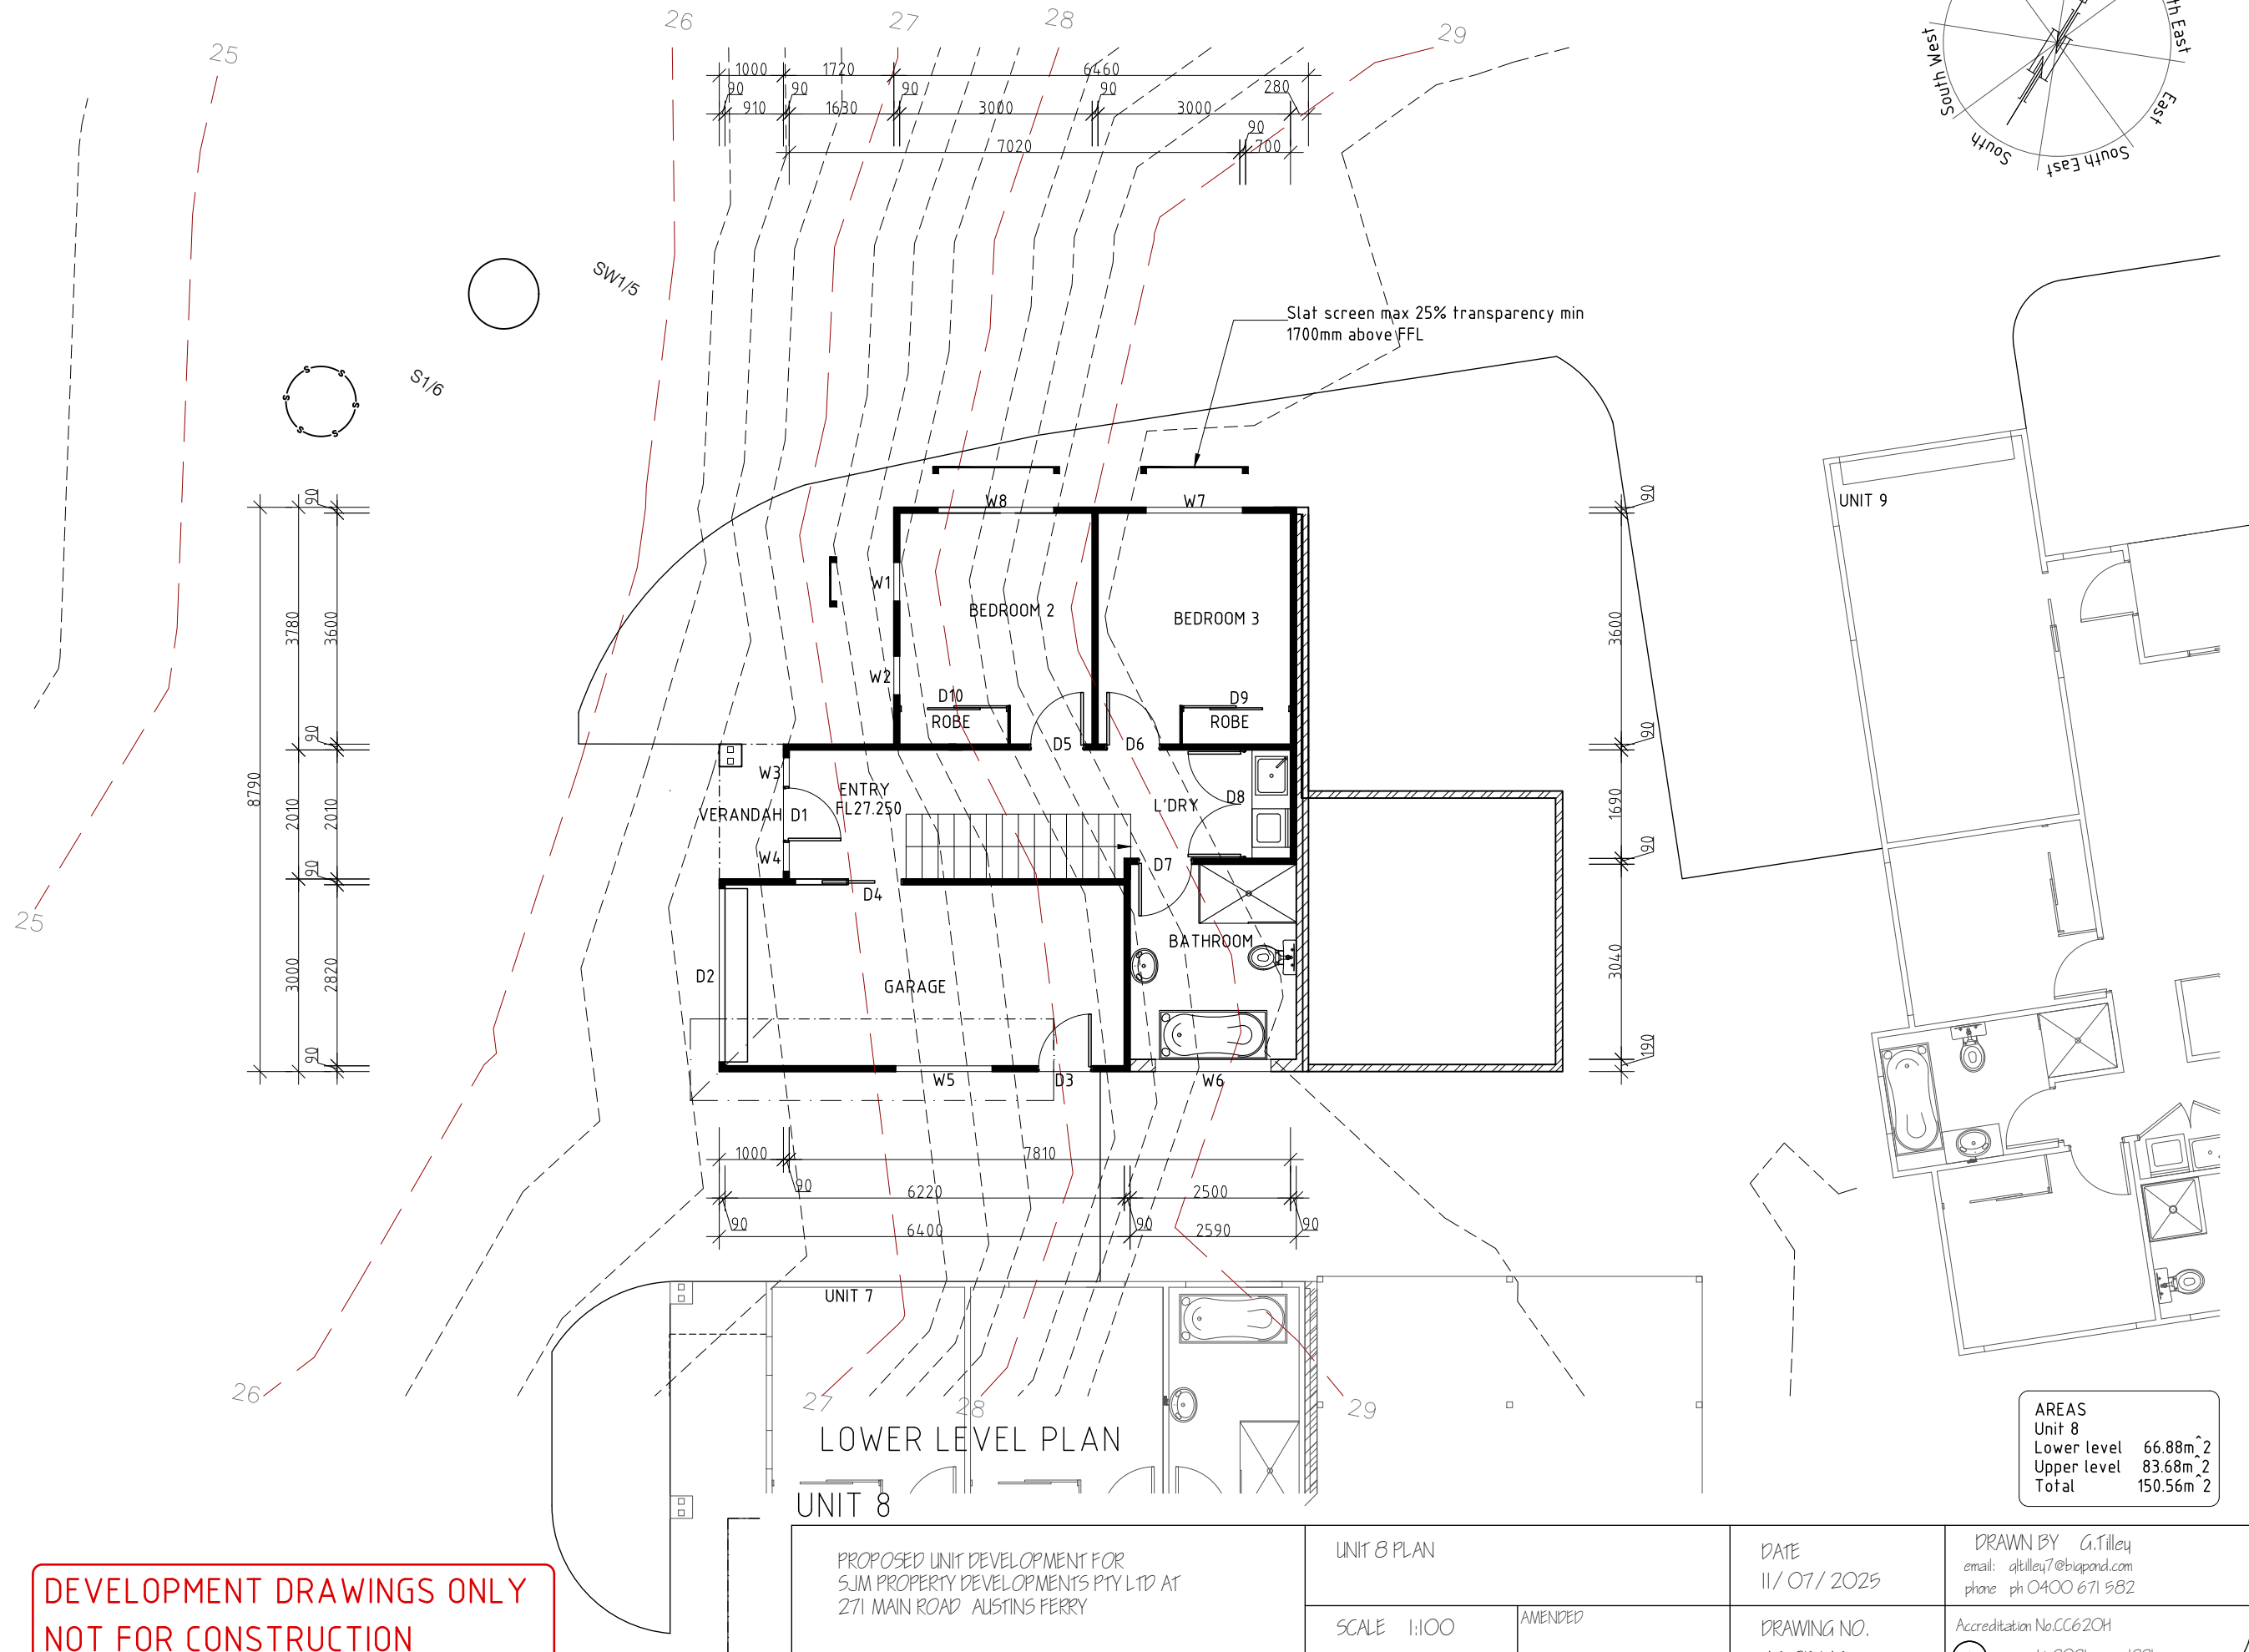 25
26
27
28
29
South West
South
South East
East
1000
1720
6460
90
90
90
90
280
910
1630
3000
3000
90
7020
700
SW1/5
S1/6
Slat screen max 25% transparency min
1700mm above FFL
W8
W7
UNIT 9
90
8790
3780
3600
90
2010
2010
90
3000
2820
90
90
3600
90
1690
90
3040
190
W1
BEDROOM 2
BEDROOM 3
W2
D10
D9
ROBE
ROBE
D5
D6
W3
ENTRY
FL27.250
VERANDAH
D1
L'DRY
D8
W4
D7
D4
BATHROOM
D2
GARAGE
W5
D3
W6
25
1000
7810
90
6220
2500
90
90
90
6400
2590
UNIT 7
26
27
28
29
LOWER LEVEL PLAN
UNIT 8
AREAS
Unit 8
Lower level 66.88m^2
Upper level 83.68m^2
Total 150.56m^2
DEVELOPMENT DRAWINGS ONLY
NOT FOR CONSTRUCTION
PROPOSED UNIT DEVELOPMENT FOR
SJM PROPERTY DEVELOPMENTS PTY LTD AT
271 MAIN ROAD AUSTINS FERRY
UNIT 8 PLAN
SCALE 1:100
AMENDED
DATE
11/07/2025
DRAWING NO.
DRAWN BY G.Tilley
email: gltilley7@bigpond.com
phone ph 0400 671 582
Accreditation No.CC620H